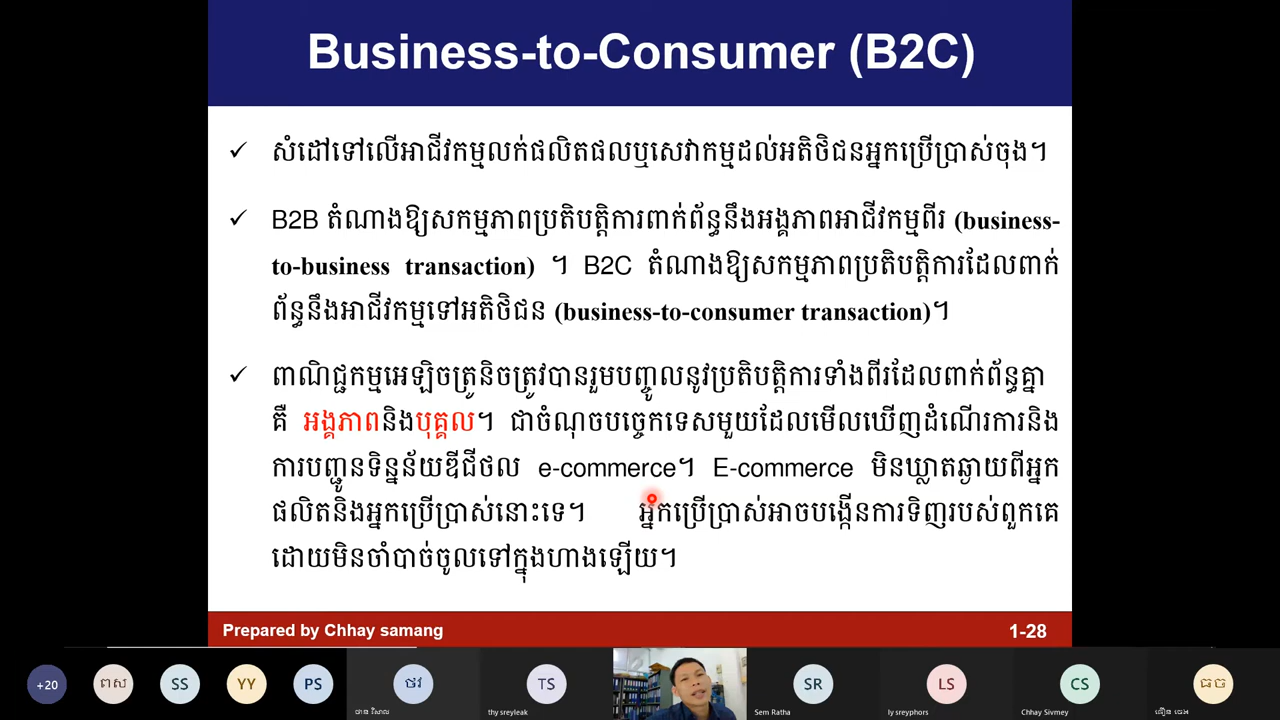 Business-to-Consumer (B2C)
✓ សំដៅទៅលើអាជីវកម្មលក់ផលិតផលឬសេវាកម្មដល់អតិថិជនអ្នកប្រើប្រាស់ចុង។
✓ B2B តំណាងឱ្យសកម្មភាពប្រតិបត្តិការពាក់ព័ន្ធនឹងអង្គភាពអាជីវកម្មពីរ (business-
to-business transaction) ។ B2C តំណាងឱ្យសកម្មភាពប្រតិបត្តិការដែលពាក់
ព័ន្ធនឹងអាជីវកម្មទៅអតិថិជន (business-to-consumer transaction)។
✓ ពាណិជ្ជកម្មអេឡិចត្រូនិចត្រូវបានរួមបញ្ចូលនូវប្រតិបត្តិការទាំងពីរដែលពាក់ព័ន្ធគ្នា
គឺ អង្គភាពនិងបុគ្គល។ ជាចំណុចបច្ចេកទេសមួយដែលមើលឃើញដំណើរការនិង
ការបញ្ជូនទិន្នន័យឌីជីថល e-commerce។ E-commerce មិនឃ្លាតឆ្ងាយពីអ្នក
ផលិតនិងអ្នកប្រើប្រាស់នោះទេ។ អ្នកប្រើប្រាស់អាចបង្កើនការទិញរបស់ពួកគេ
ដោយមិនចាំបាច់ចូលទៅក្នុងហាងឡើយ។
Prepared by Chhay samang
1-28
+20
ពស
SS
YY
PS
ថវ
TS
SR
LS
CS
ធច
ថាន វិសាល
thy sreyleak
Sem Ratha
ly sreyphors
Chhay Sivmey